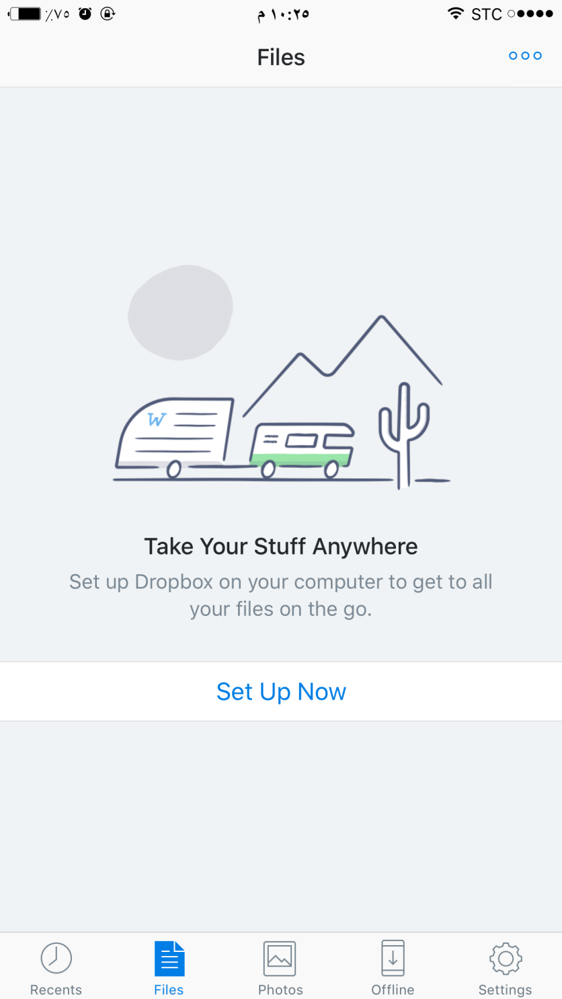 ٪٧٥
١٠:٢٥ م
STC
Files
W
Take Your Stuff Anywhere
Set up Dropbox on your computer to get to all
your files on the go.
Set Up Now
Recents
Files
Photos
Offline
Settings